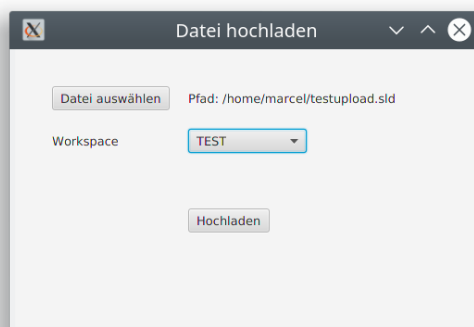 Datei hochladen
Datei auswählen Pfad: /home/marcel/testupload.sld
Workspace TEST
Hochladen